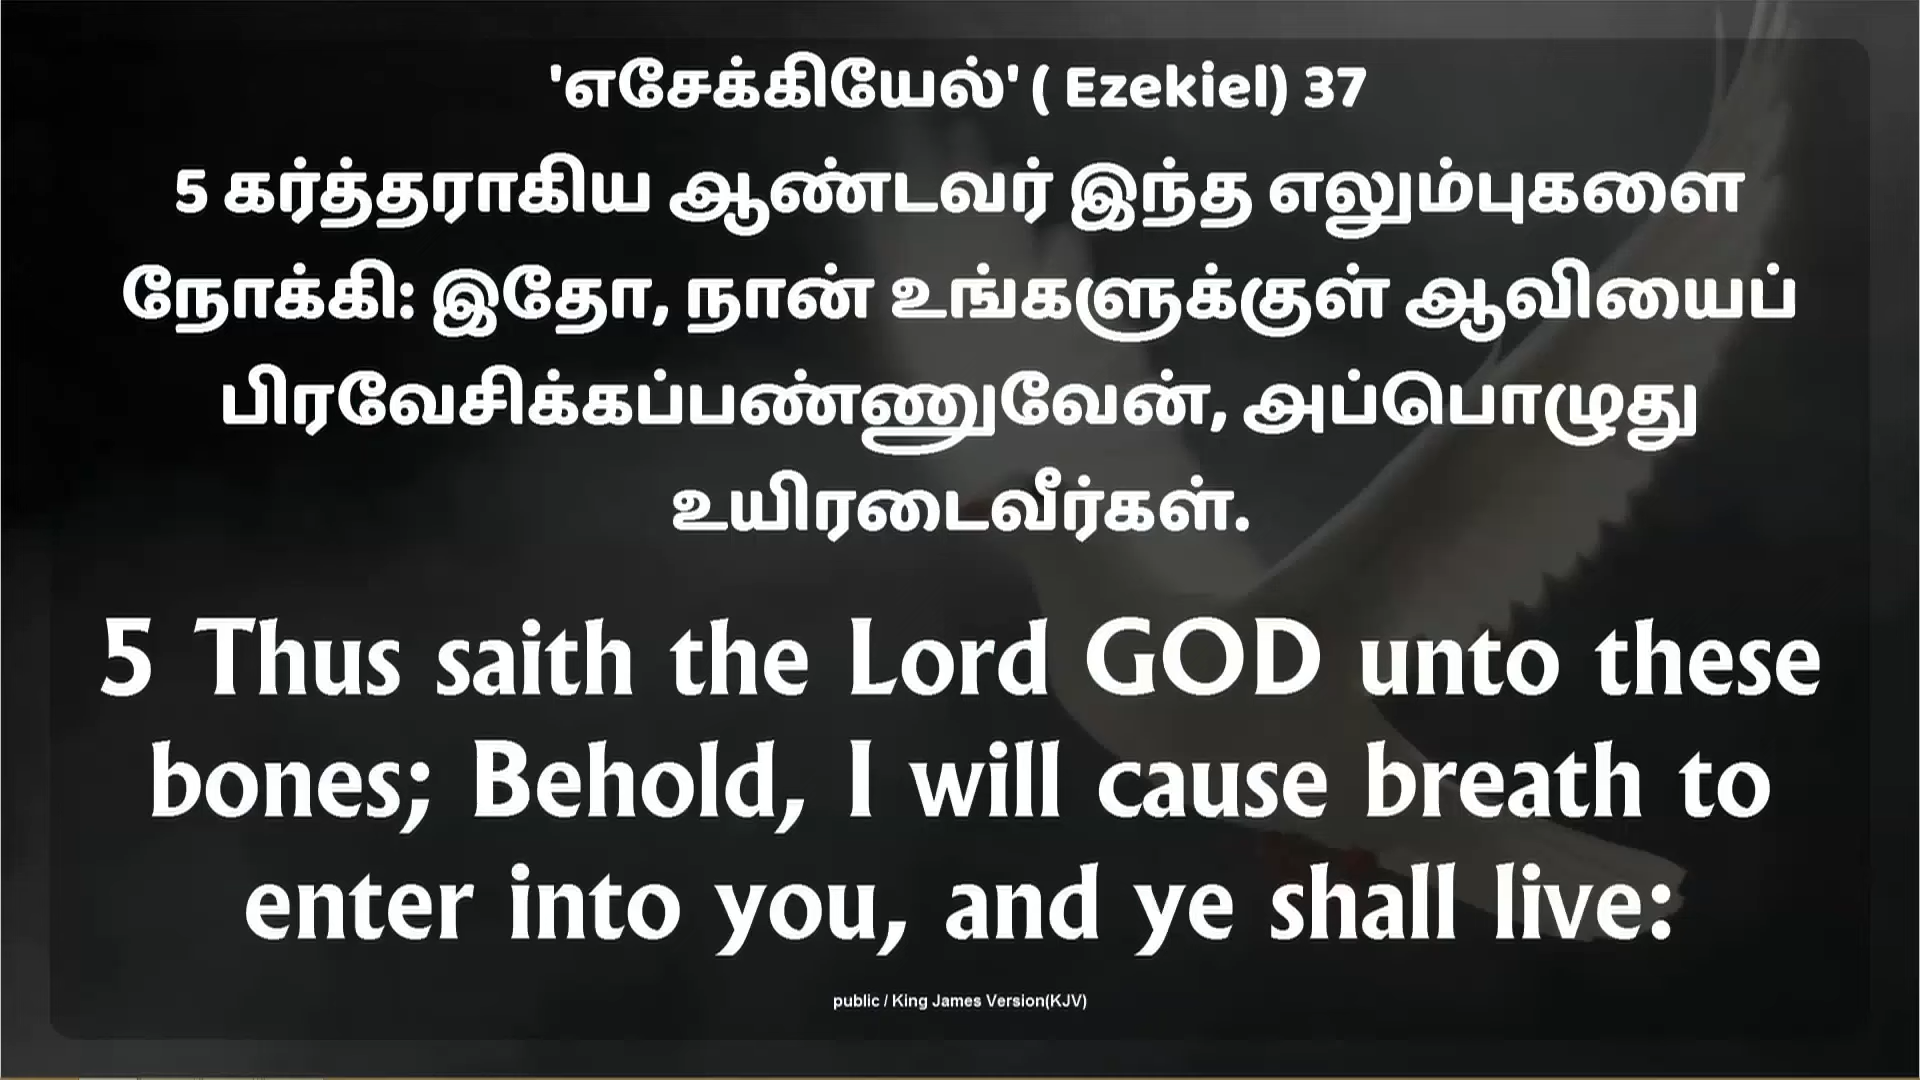 'எசேக்கியேல்' ( Ezekiel) 37
5 கர்த்தராகிய ஆண்டவர் இந்த எலும்புகளை
நோக்கி: இதோ, நான் உங்களுக்குள் ஆவியைப்
பிரவேசிக்கப்பண்ணுவேன், அப்பொழுது
உயிரடைவீர்கள்.
5 Thus saith the Lord GOD unto these
bones; Behold, I will cause breath to
enter into you, and ye shall live:
public / King James Version(KJV)